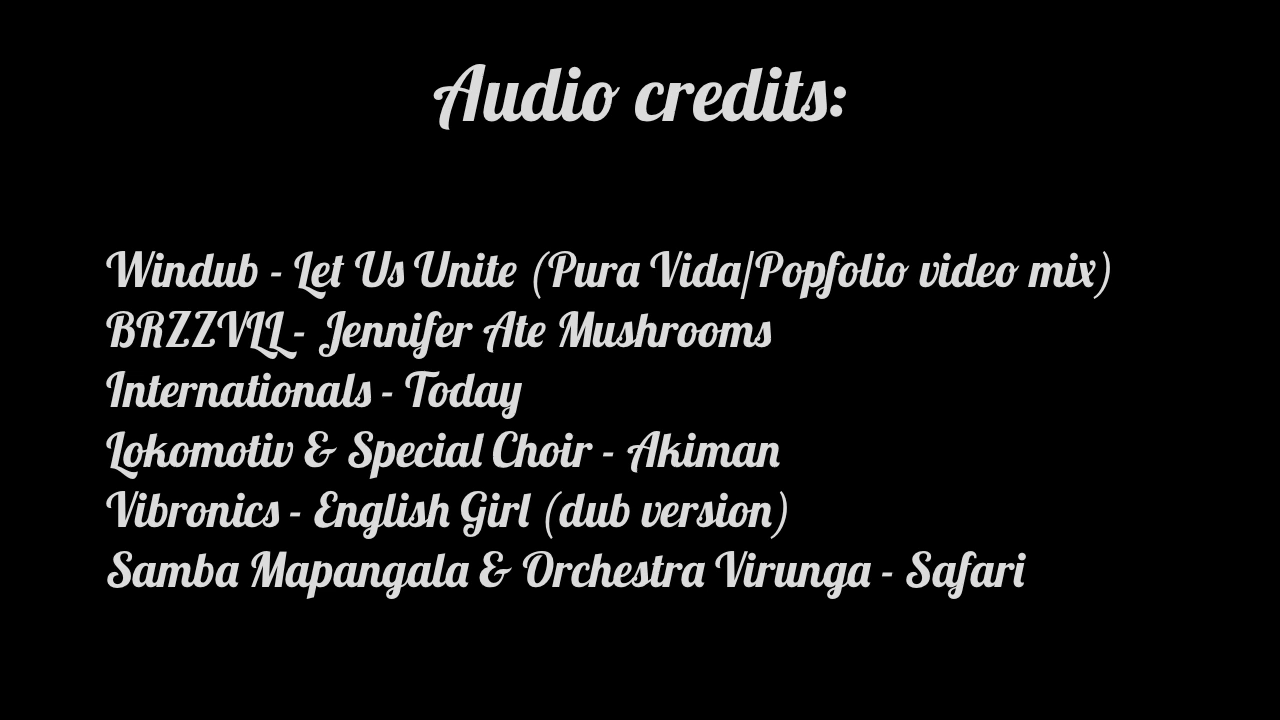 Audio credits:
Windub - Let Us Unite (Pura Vida/Popfolio video mix)
BRZZVLL - Jennifer Ate Mushrooms
Internationals - Today
Lokomotiv & Special Choir - Akiman
Vibronics - English Girl (dub version)
Samba Mapangala & Orchestra Virunga - Safari